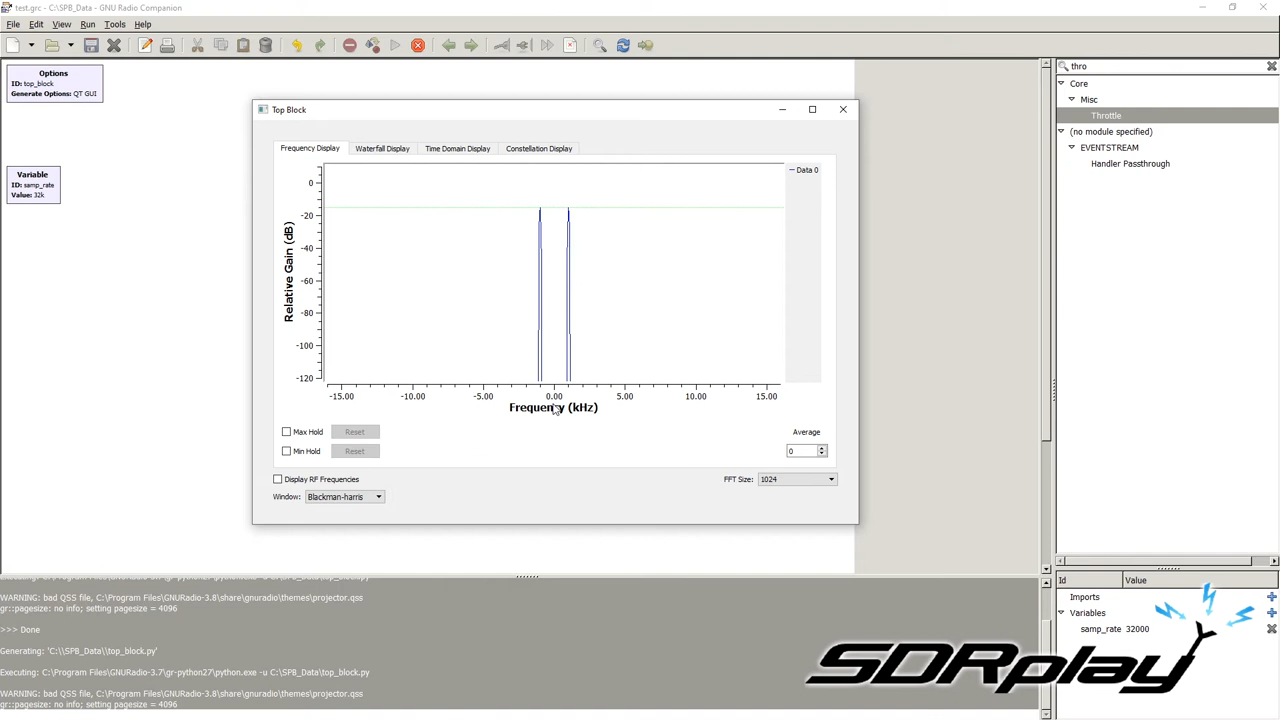 test.grc - C:\SPB_Data - GNU Radio Companion
File Edit View Run Tools Help
Options
ID: top_block
Generate Options: QT GUI
Variable
ID: samp_rate
Value: 32k
Top Block
Frequency Display Waterfall Display Time Domain Display Constellation Display
Relative Gain (dB)
0
-20
-40
-60
-80
-100
-120
Data 0
-15.00 -10.00 -5.00 0.00 5.00 10.00 15.00
Frequency (kHz)
Max Hold Reset
Min Hold Reset
Average
0
Display RF Frequencies
FFT Size: 1024
Window: Blackman-harris
thro
Core
Misc
Throttle
(no module specified)
EVENTSTREAM
Handler Passthrough
WARNING: bad QSS file, C:\Program Files\GNURadio-3.8\share\gnuradio\themes\projector.qss
gr::pagesize: no info; setting pagesize = 4096
>>> Done
Generating: 'C:\\SPB_Data\\top_block.py'
Executing: C:\Program Files\GNURadio-3.7\gr-python27\python.exe -u C:\SPB_Data\top_block.py
WARNING: bad QSS file, C:\Program Files\GNURadio-3.8\share\gnuradio\themes\projector.qss
gr::pagesize: no info; setting pagesize = 4096
Id Value
Imports
Variables
samp_rate 32000
SDRplay